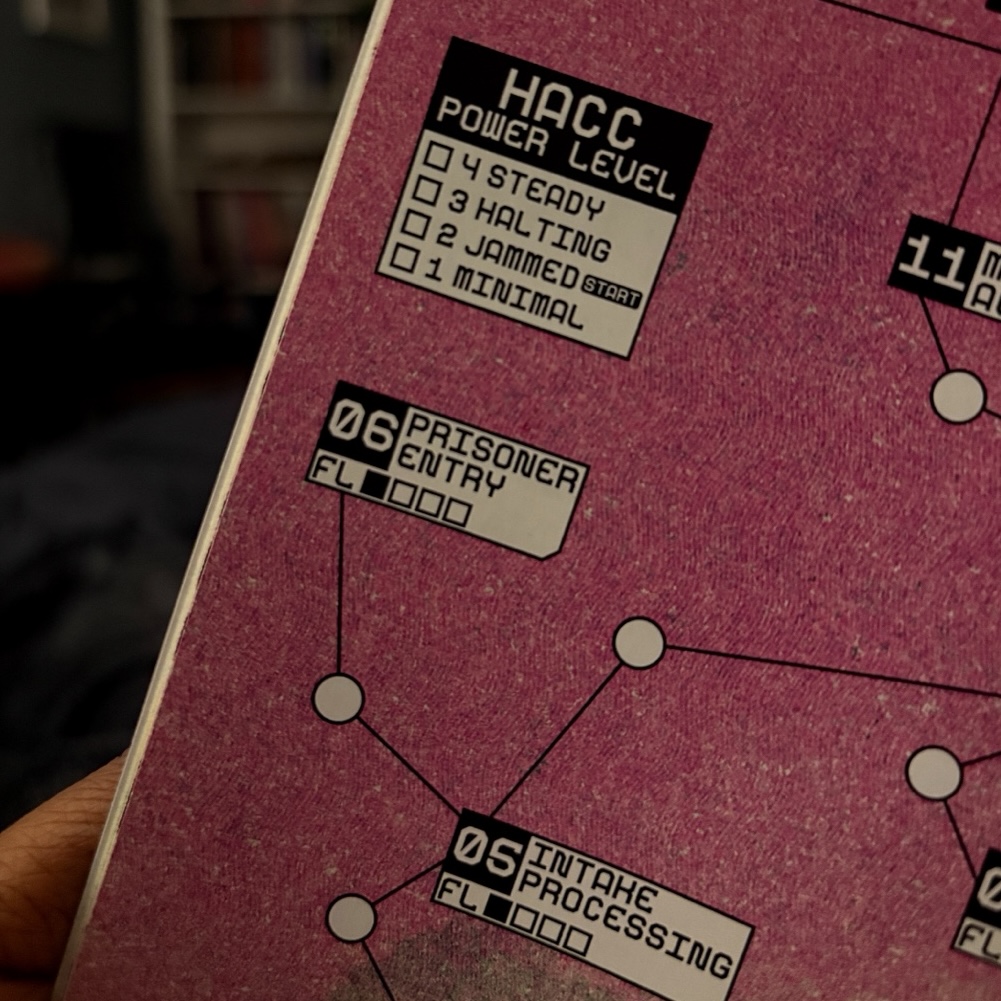 HACC
POWER LEVEL
4 STEADY
3 HALTING
2 JAMMED START
1 MINIMAL
11
06 PRISONER
ENTRY
FL
05 INTAKE
PROCESSING
FL
FL